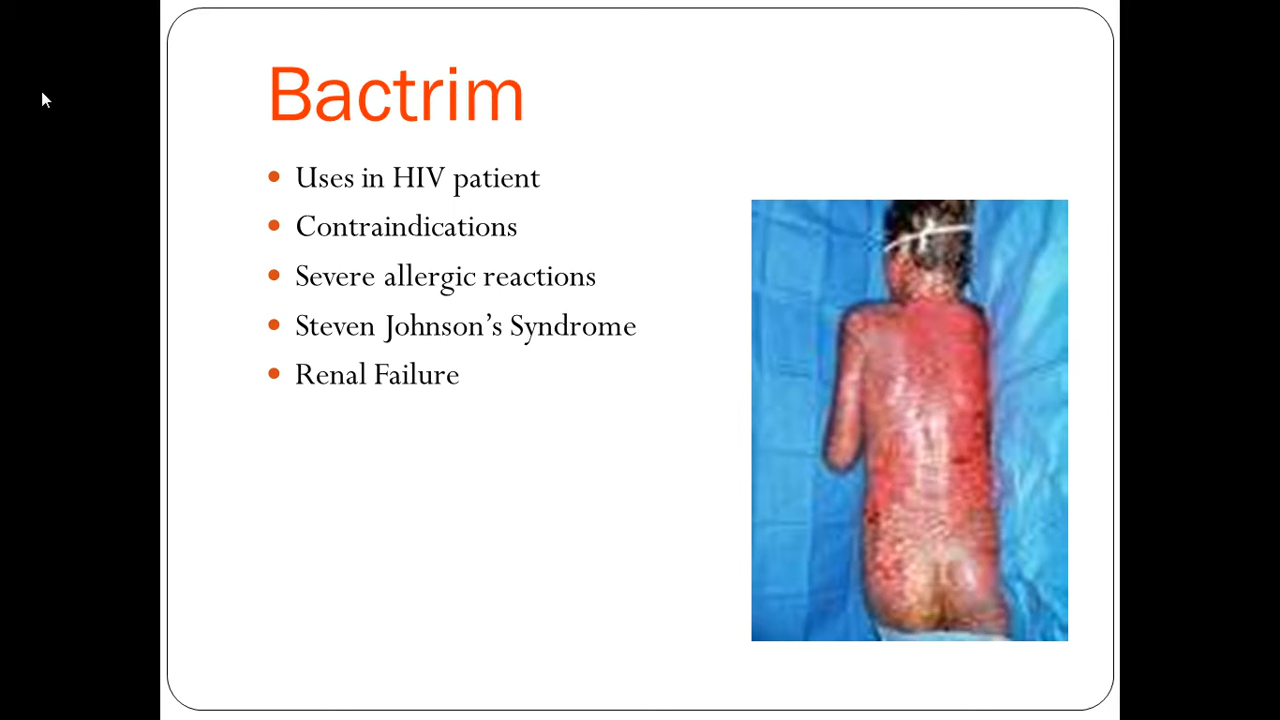 Bactrim
Uses in HIV patient
Contraindications
Severe allergic reactions
Steven Johnson’s Syndrome
Renal Failure